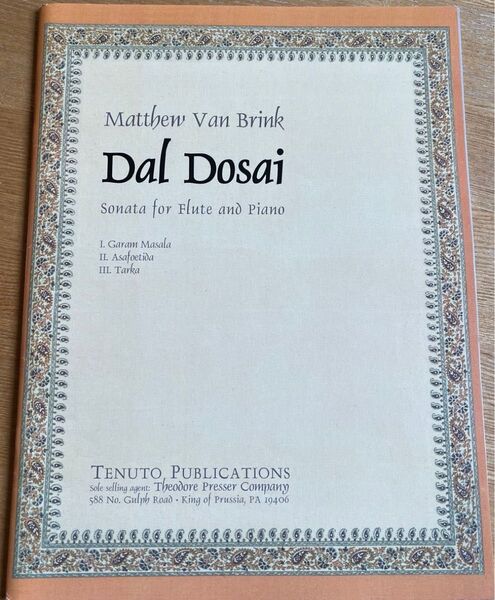 Matthew Van Brink
Dal Dosai
Sonata for Flute and Piano
I. Garam Masala
II. Asafoetida
III. Tarka
TENUTO PUBLICATIONS
Sole selling agent: Theodore Presser Company
588 No. Gulph Road • King of Prussia, PA 19406